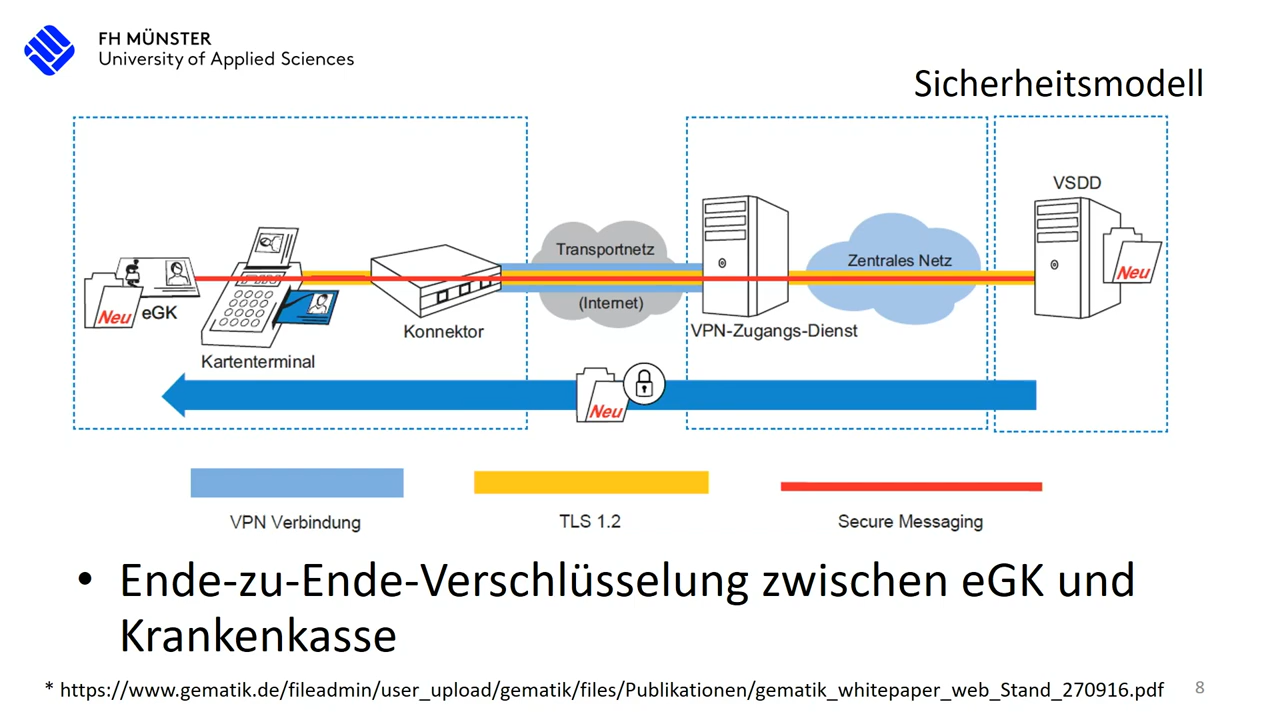 FH MÜNSTER
University of Applied Sciences
Sicherheitsmodell
VSDD
Transportnetz
Zentrales Netz
Neu
eGK
(Internet)
Neu
Konnektor
VPN-Zugangs-Dienst
Kartenterminal
Neu
VPN Verbindung
TLS 1.2
Secure Messaging
• Ende-zu-Ende-Verschlüsselung zwischen eGK und
Krankenkasse
* https://www.gematik.de/fileadmin/user_upload/gematik/files/Publikationen/gematik_whitepaper_web_Stand_270916.pdf
8